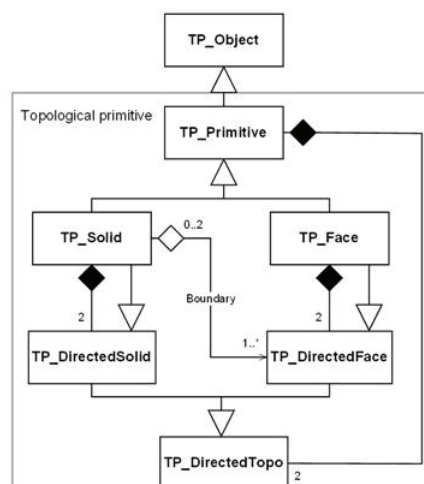 TP_Object
Topological primitive
TP_Primitive
TP_Solid
0..2
TP_Face
Boundary
2
2
1..*
TP_DirectedSolid
TP_DirectedFace
TP_DirectedTopo
2